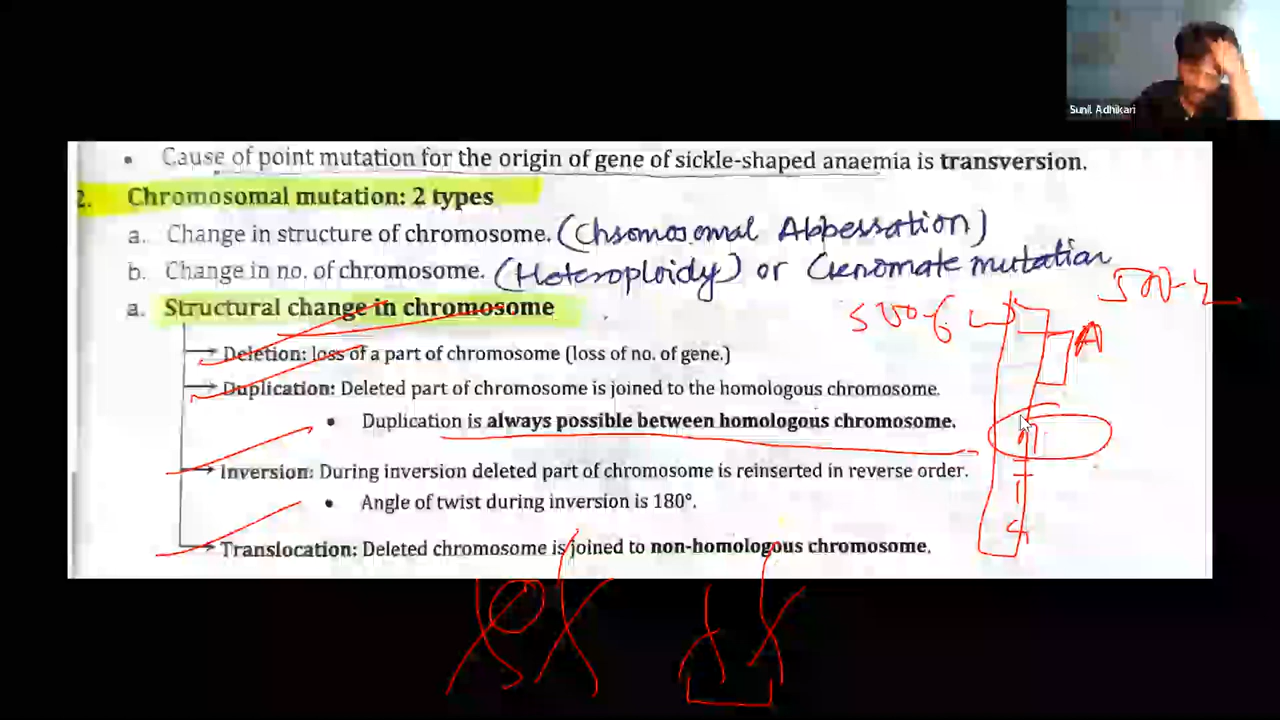 Sunil Adhikari
• Cause of point mutation for the origin of gene of sickle-shaped anaemia is transversion.
2. Chromosomal mutation: 2 types
a. Change in structure of chromosome. (Chromosomal Abberration)
b. Change in no. of chromosome. (Heteroploidy) or Genomate mutation
a. Structural change in chromosome
Deletion: loss of a part of chromosome (loss of no. of gene.)
A
Duplication: Deleted part of chromosome is joined to the homologous chromosome.
• Duplication is always possible between homologous chromosome.
Inversion: During inversion deleted part of chromosome is reinserted in reverse order.
• Angle of twist during inversion is 180°.
Translocation: Deleted chromosome is joined to non-homologous chromosome.